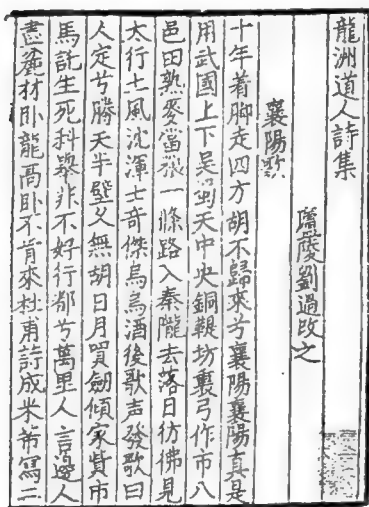 龍洲道人詩集
廬陵劉過改之
襄陽歌
十年着脚走四方胡不歸來兮襄陽襄陽真是
用武國上下吳蜀天中央銅鞮坊裏弓作市八
邑田熟麥當粮一條路入秦隴去落日彷彿見
太行土風沈渾士奇傑烏烏酒後歌声發歌曰
人定兮勝天半壁久無胡日月買劔傾家貲市
馬託生死科舉非不好行都兮萬里人言邊人
盡麄材卧龍高卧不肯來杜甫詩成米芾寫二